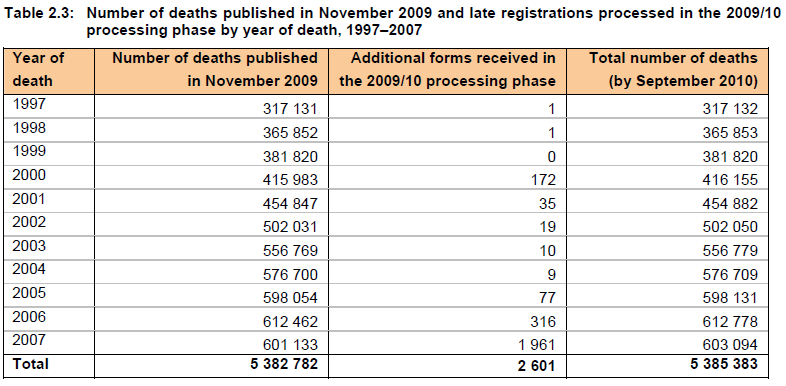 Table 2.3: Number of deaths published in November 2009 and late registrations processed in the 2009/10
processing phase by year of death, 1997–2007
Year of Number of deaths published Additional forms received in Total number of deaths
death in November 2009 the 2009/10 processing phase (by September 2010)
1997 317 131 1 317 132
1998 365 852 1 365 853
1999 381 820 0 381 820
2000 415 983 172 416 155
2001 454 847 35 454 882
2002 502 031 19 502 050
2003 556 769 10 556 779
2004 576 700 9 576 709
2005 598 054 77 598 131
2006 612 462 316 612 778
2007 601 133 1 961 603 094
Total 5 382 782 2 601 5 385 383